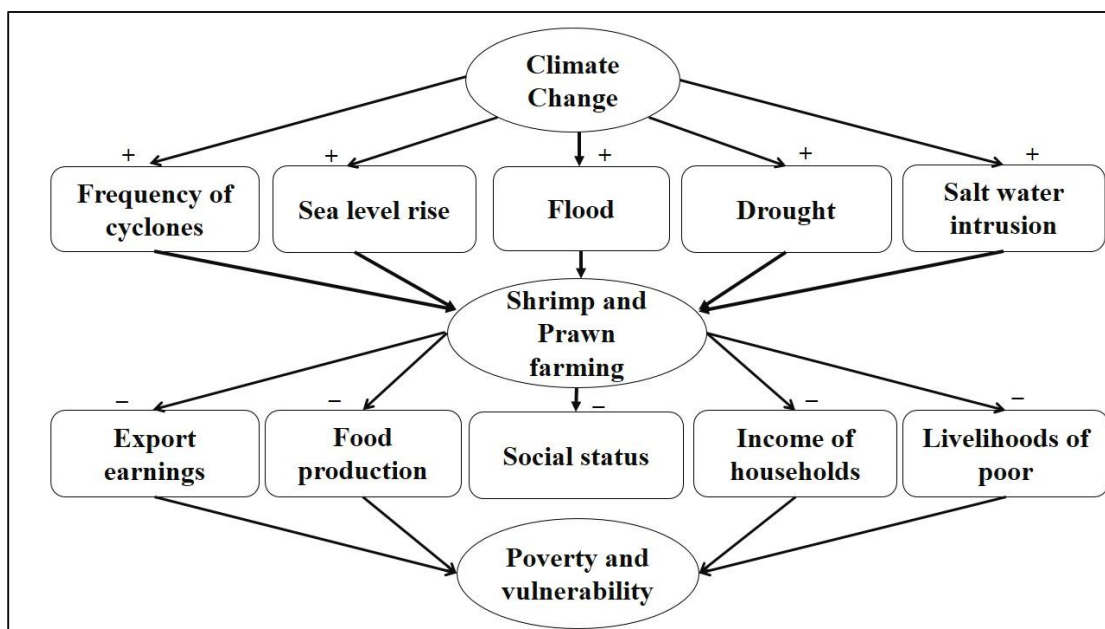 Climate
Change
+
+
+
+
+
Frequency of
cyclones
Sea level rise
Flood
Drought
Salt water
intrusion
Shrimp and
Prawn
farming
–
–
–
–
–
Export
earnings
Food
production
Social status
Income of
households
Livelihoods of
poor
Poverty and
vulnerability